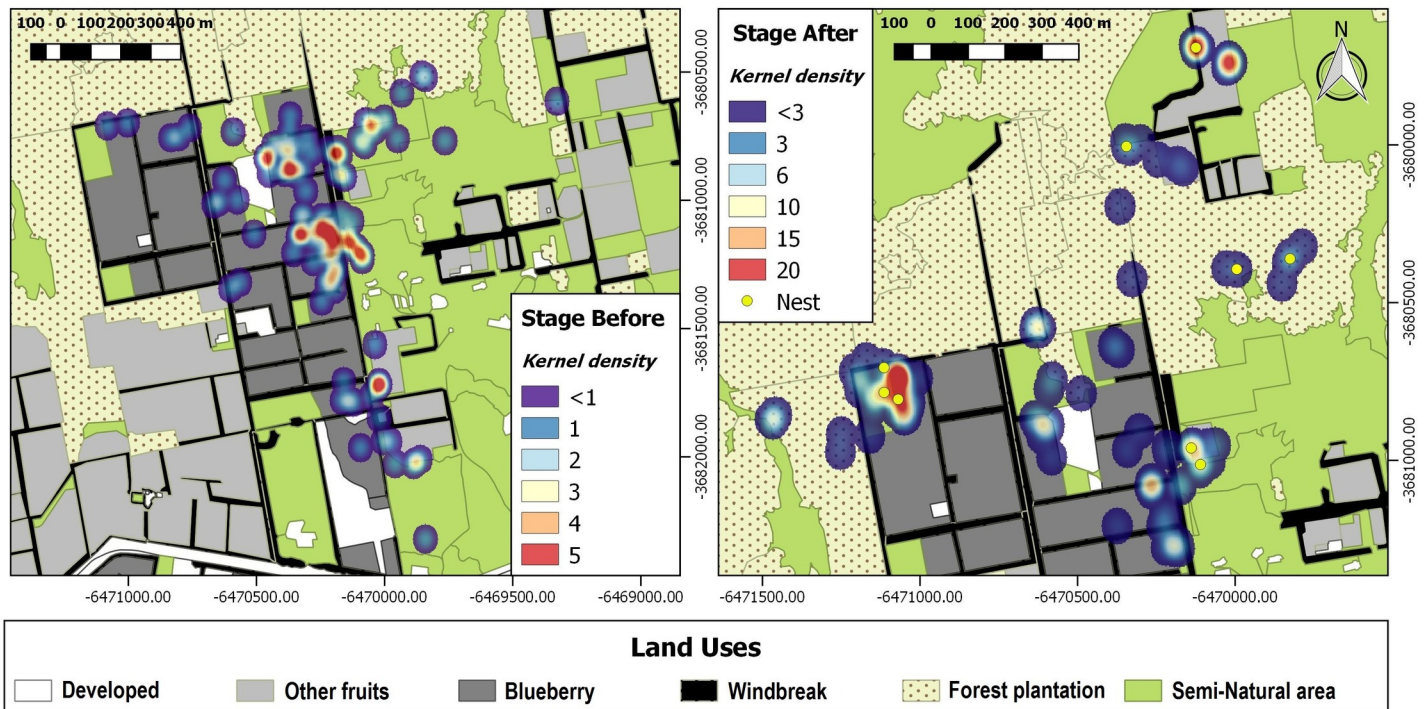 100 0 100 200 300 400 m
Stage Before
Kernel density
<1
1
2
3
4
5
-3680500.00
-3681000.00
-3681500.00
-3682000.00
-6471000.00 -6470500.00 -6470000.00 -6469500.00 -6469000.00
Stage After
Kernel density
<3
3
6
10
15
20
Nest
100 0 100 200 300 400 m
N
-3680000.00
-3680500.00
-3681000.00
-6471500.00 -6471000.00 -6470500.00 -6470000.00
Land Uses
Developed Other fruits Blueberry Windbreak Forest plantation Semi-Natural area